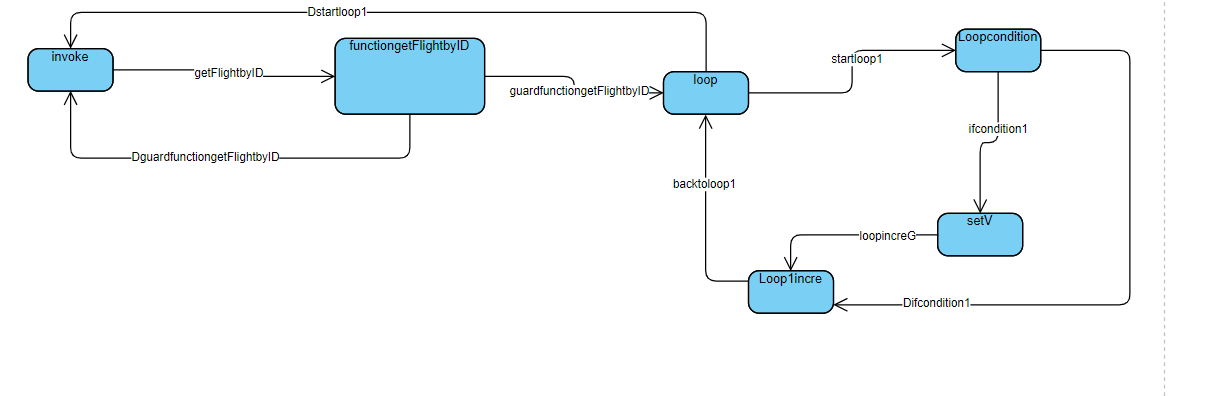 Dstartloop1
invoke
getFlightbyID
functiongetFlightbyID
guardfunctiongetFlightbyID
DguardfunctiongetFlightbyID
loop
startloop1
Loopcondition
ifcondition1
backtoloop1
setV
loopincreG
Loop1incre
Difcondition1